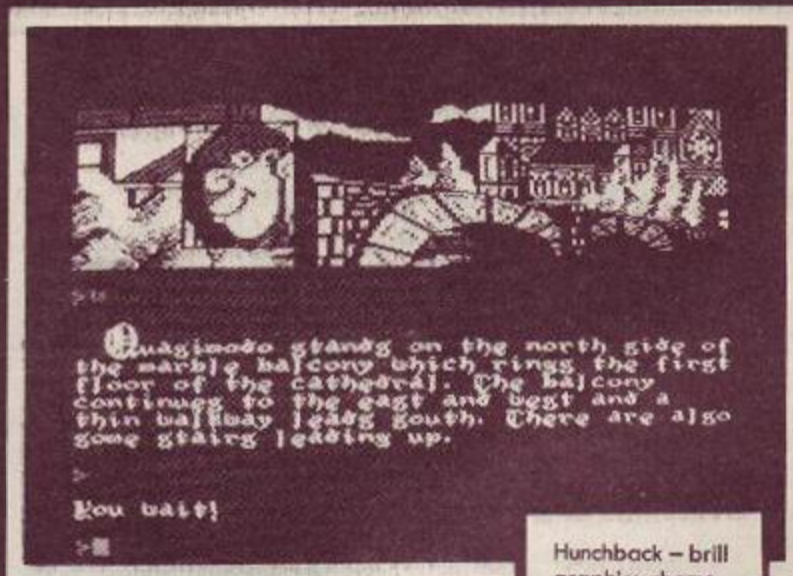 >w
Quasimodo stands on the north side of
the marble balcony which rings the first
floor of the cathedral. The balcony
continues to the east and west and a
thin walkway leads south. There are also
some stairs leading up.
>
You wait!
>
Hunchback – brill